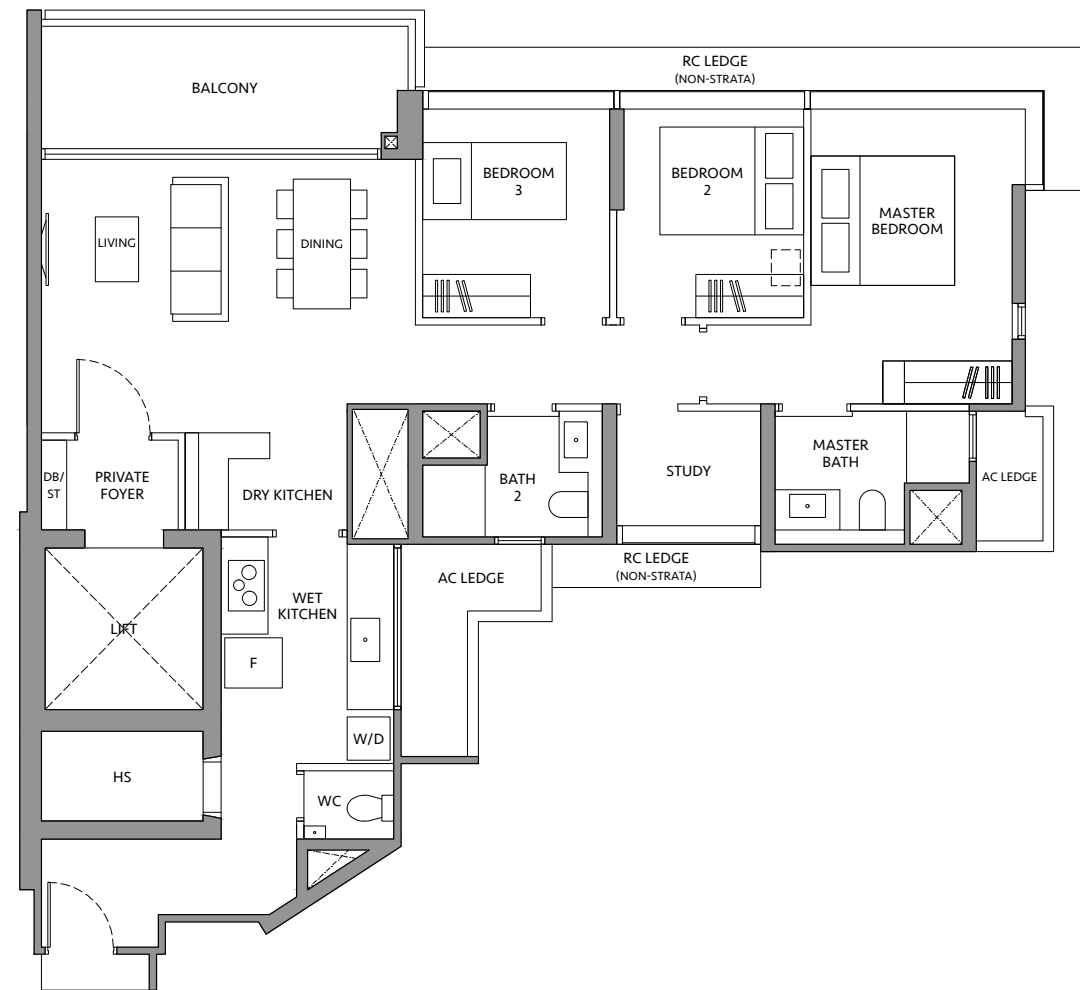 RC LEDGE
(NON-STRATA)
BALCONY
BEDROOM
3
BEDROOM
2
MASTER
BEDROOM
LIVING
DINING
DB/
ST
PRIVATE
FOYER
DRY KITCHEN
BATH
2
STUDY
MASTER
BATH
AC LEDGE
RC LEDGE
(NON-STRATA)
AC LEDGE
WET
KITCHEN
LIFT
F
W/D
HS
WC